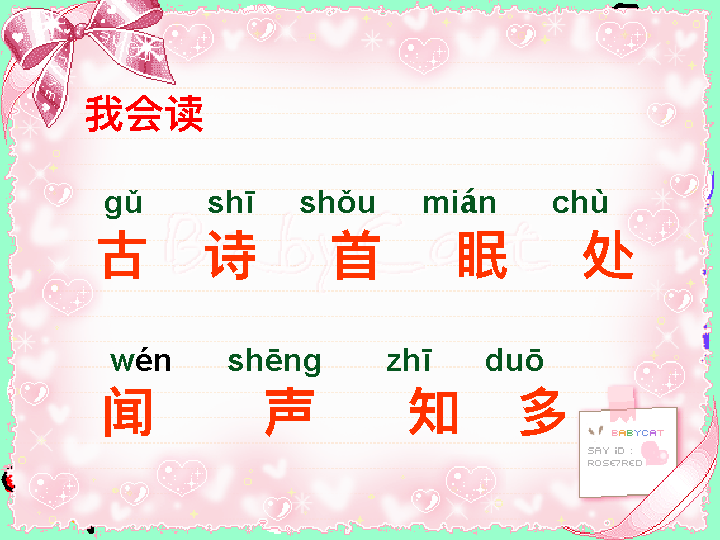 我会读
gǔ shī shǒu mián chù
古 诗 首 眠 处
wén shēng zhī duō
闻 声 知 多
BabyCat
BABYCAT
SAY iD :
ROSE7RED